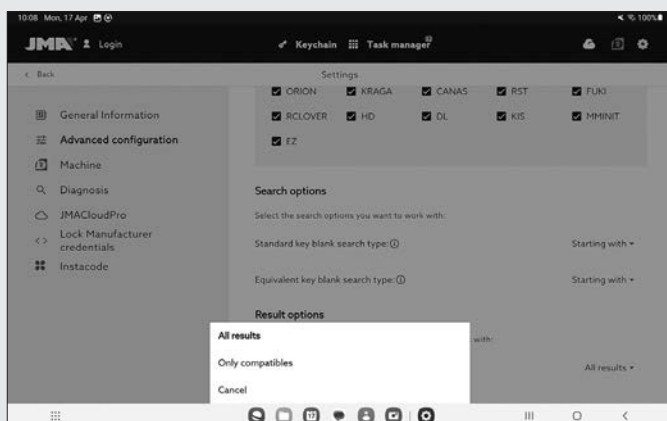 10:08 Mon, 17 Apr
100%
JMA Login
Keychain Task manager
< Back
Settings
ORION KRAGA CANAS RST FUKI
RCLOVER HD DL KIS MMINIT
EZ
General Information
Advanced configuration
Machine
Diagnosis
JMACloudPro
Lock Manufacturer
credentials
Instacode
Search options
Select the search options you want to work with:
Standard key blank search type: Starting with
Equivalent key blank search type: Starting with
Result options
with:
All results
All results
Only compatibles
Cancel
17